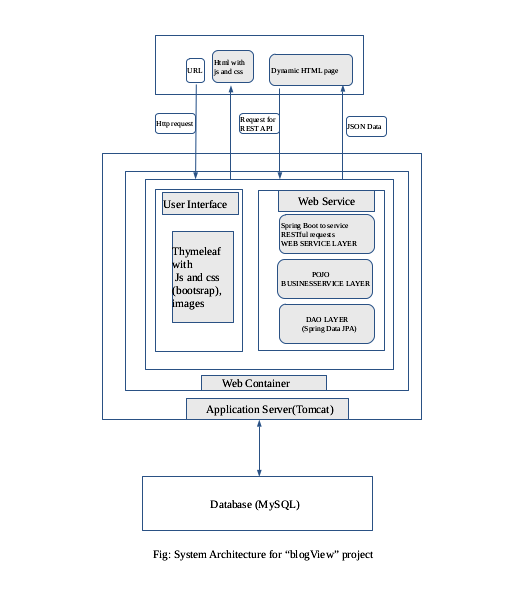 URL
Html with
js and css
Dynamic HTML page
Http request
Request for
REST API
JSON Data
User Interface
Web Service
Thymeleaf
with
Js and css
(bootsrap),
images
Spring Boot to service
RESTful requests
WEB SERVICE LAYER
POJO
BUSINESSERVICE LAYER
DAO LAYER
(Spring Data JPA)
Web Container
Application Server(Tomcat)
Database (MySQL)
Fig: System Architecture for “blogView” project